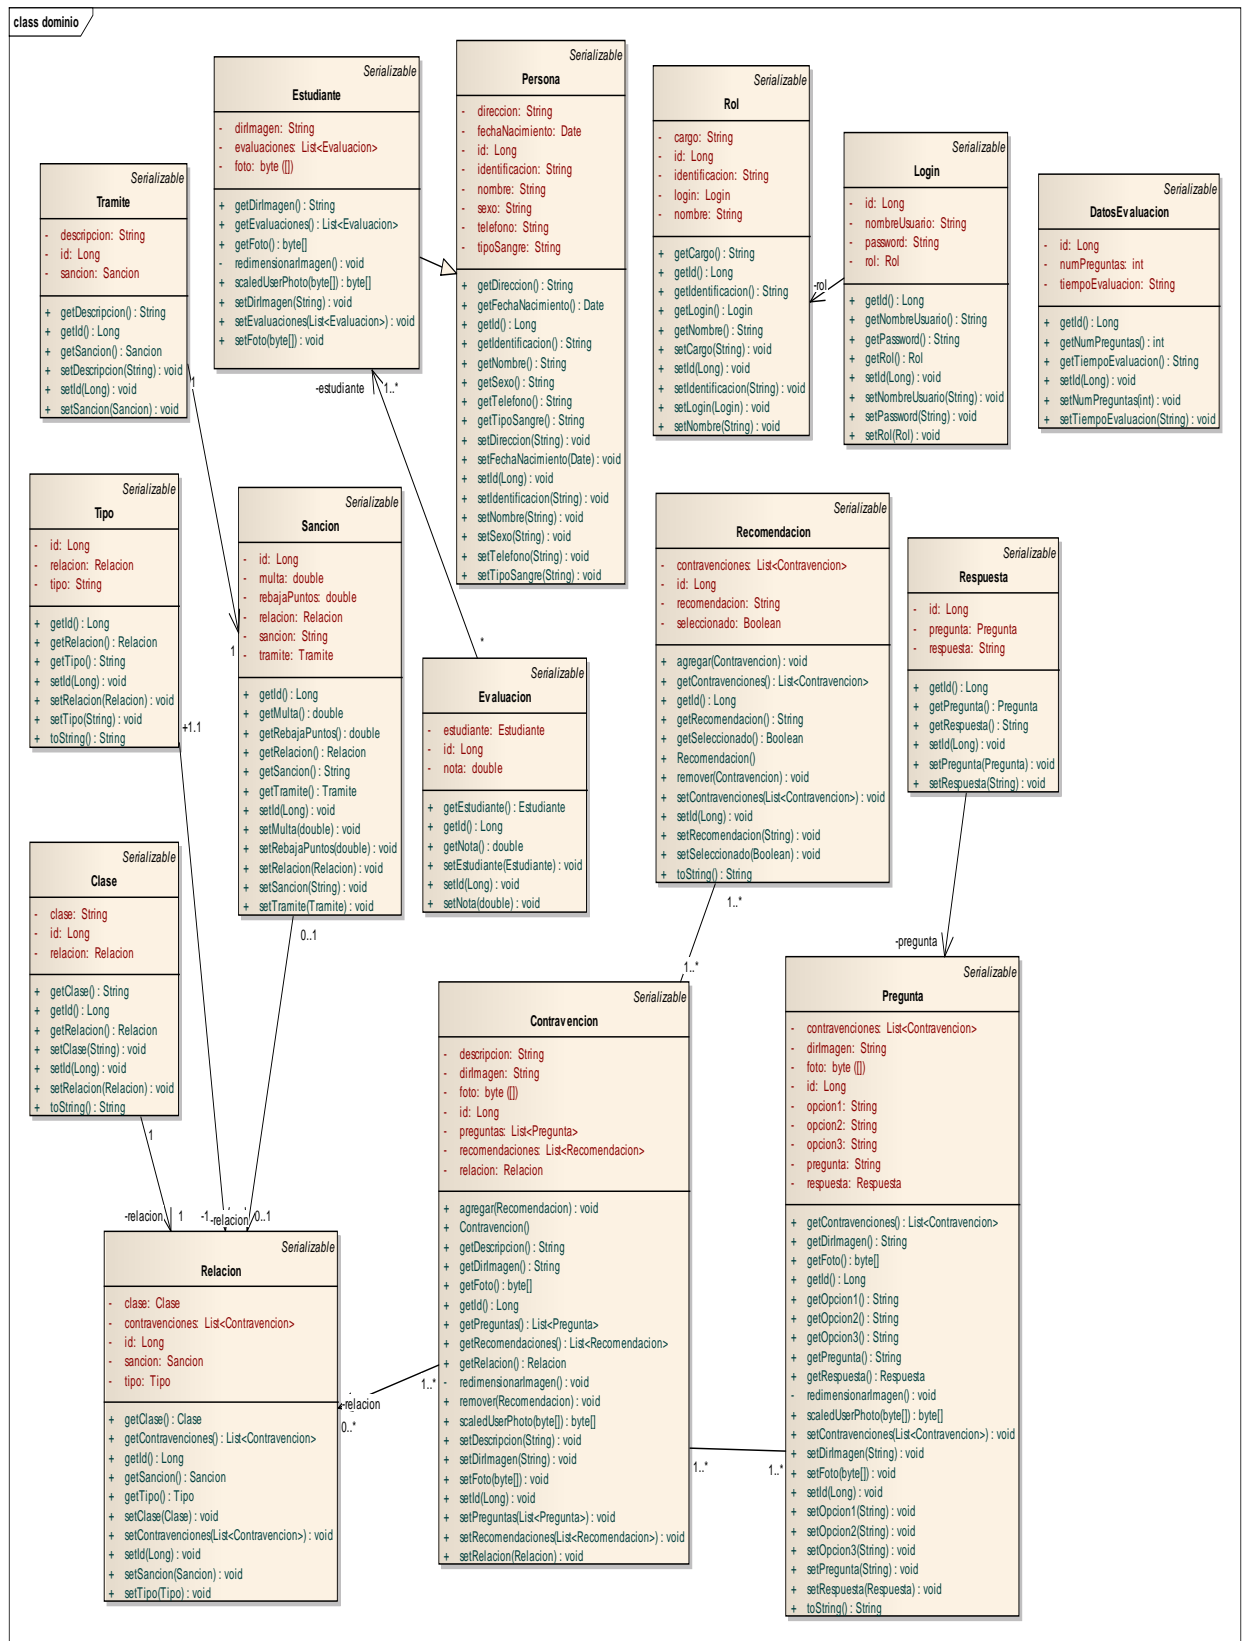 class dominio
Serializable
Estudiante
- dirImagen: String
- evaluaciones: List<Evaluacion>
- foto: byte ([])
+ getDirImagen() : String
+ getEvaluaciones() : List<Evaluacion>
+ getFoto() : byte[]
- redimensionarImagen() : void
+ scaledUserPhoto(byte[]) : byte[]
+ setDirImagen(String) : void
+ setEvaluaciones(List<Evaluacion>) : void
+ setFoto(byte[]) : void
-estudiante
1..*
Serializable
Persona
- direccion: String
- fechaNacimiento: Date
- id: Long
- identificacion: String
- nombre: String
- sexo: String
- telefono: String
- tipoSangre: String
+ getDireccion() : String
+ getFechaNacimiento() : Date
+ getId() : Long
+ getIdentificacion() : String
+ getNombre() : String
+ getSexo() : String
+ getTelefono() : String
+ getTipoSangre() : String
+ setDireccion(String) : void
+ setFechaNacimiento(Date) : void
+ setId(Long) : void
+ setIdentificacion(String) : void
+ setNombre(String) : void
+ setSexo(String) : void
+ setTelefono(String) : void
+ setTipoSangre(String) : void
Serializable
Rol
- cargo: String
- id: Long
- identificacion: String
- login: Login
- nombre: String
+ getCargo() : String
+ getId() : Long
+ getIdentificacion() : String
+ getLogin() : Login
+ getNombre() : String
+ setCargo(String) : void
+ setId(Long) : void
+ setIdentificacion(String) : void
+ setLogin(Login) : void
+ setNombre(String) : void
-rol
Serializable
Login
- id: Long
- nombreUsuario: String
- password: String
- rol: Rol
+ getId() : Long
+ getNombreUsuario() : String
+ getPassword() : String
+ getRol() : Rol
+ setId(Long) : void
+ setNombreUsuario(String) : void
+ setPassword(String) : void
+ setRol(Rol) : void
Serializable
DatosEvaluacion
- id: Long
- numPreguntas: int
- tiempoEvaluacion: String
+ getId() : Long
+ getNumPreguntas() : int
+ getTiempoEvaluacion() : String
+ setId(Long) : void
+ setNumPreguntas(int) : void
+ setTiempoEvaluacion(String) : void
Serializable
Tramite
- descripcion: String
- id: Long
- sancion: Sancion
+ getDescripcion() : String
+ getId() : Long
+ getSancion() : Sancion
+ setDescripcion(String) : void
+ setId(Long) : void
+ setSancion(Sancion) : void
1
1
Serializable
Tipo
- id: Long
- relacion: Relacion
- tipo: String
+ getId() : Long
+ getRelacion() : Relacion
+ getTipo() : String
+ setId(Long) : void
+ setRelacion(Relacion) : void
+ setTipo(String) : void
+ toString() : String
+1..1
Serializable
Sancion
- id: Long
- multa: double
- rebajaPuntos: double
- relacion: Relacion
- sancion: String
- tramite: Tramite
+ getId() : Long
+ getMulta() : double
+ getRebajaPuntos() : double
+ getRelacion() : Relacion
+ getSancion() : String
+ getTramite() : Tramite
+ setId(Long) : void
+ setMulta(double) : void
+ setRebajaPuntos(double) : void
+ setRelacion(Relacion) : void
+ setSancion(String) : void
+ setTramite(Tramite) : void
0..1
*
Serializable
Evaluacion
- estudiante: Estudiante
- id: Long
- nota: double
+ getEstudiante() : Estudiante
+ getId() : Long
+ getNota() : double
+ setEstudiante(Estudiante) : void
+ setId(Long) : void
+ setNota(double) : void
Serializable
Recomendacion
- contravenciones: List<Contravencion>
- id: Long
- recomendacion: String
- seleccionado: Boolean
+ agregar(Contravencion) : void
+ getContravenciones() : List<Contravencion>
+ getId() : Long
+ getRecomendacion() : String
+ getSeleccionado() : Boolean
+ Recomendacion()
+ remover(Contravencion) : void
+ setContravenciones(List<Contravencion>) : void
+ setId(Long) : void
+ setRecomendacion(String) : void
+ setSeleccionado(Boolean) : void
+ toString() : String
1..*
1..*
Serializable
Respuesta
- id: Long
- pregunta: Pregunta
- respuesta: String
+ getId() : Long
+ getPregunta() : Pregunta
+ getRespuesta() : String
+ setId(Long) : void
+ setPregunta(Pregunta) : void
+ setRespuesta(String) : void
-pregunta
Serializable
Clase
- clase: String
- id: Long
- relacion: Relacion
+ getClase() : String
+ getId() : Long
+ getRelacion() : Relacion
+ setClase(String) : void
+ setId(Long) : void
+ setRelacion(Relacion) : void
+ toString() : String
1
-relacion
1
-1
-relacion
0..1
Serializable
Relacion
- clase: Clase
- contravenciones: List<Contravencion>
- id: Long
- sancion: Sancion
- tipo: Tipo
+ getClase() : Clase
+ getContravenciones() : List<Contravencion>
+ getId() : Long
+ getSancion() : Sancion
+ getTipo() : Tipo
+ setClase(Clase) : void
+ setContravenciones(List<Contravencion>) : void
+ setId(Long) : void
+ setSancion(Sancion) : void
+ setTipo(Tipo) : void
1..*
-relacion
0..*
Serializable
Contravencion
- descripcion: String
- dirImagen: String
- foto: byte ([])
- id: Long
- preguntas: List<Pregunta>
- recomendaciones: List<Recomendacion>
- relacion: Relacion
+ agregar(Recomendacion) : void
+ Contravencion()
+ getDescripcion() : String
+ getDirImagen() : String
+ getFoto() : byte[]
+ getId() : Long
+ getPreguntas() : List<Pregunta>
+ getRecomendaciones() : List<Recomendacion>
+ getRelacion() : Relacion
- redimensionarImagen() : void
+ remover(Recomendacion) : void
+ scaledUserPhoto(byte[]) : byte[]
+ setDescripcion(String) : void
+ setDirImagen(String) : void
+ setFoto(byte[]) : void
+ setId(Long) : void
+ setPreguntas(List<Pregunta>) : void
+ setRecomendaciones(List<Recomendacion>) : void
+ setRelacion(Relacion) : void
1..*
1..*
Serializable
Pregunta
- contravenciones: List<Contravencion>
- dirImagen: String
- foto: byte ([])
- id: Long
- opcion1: String
- opcion2: String
- opcion3: String
- pregunta: String
- respuesta: Respuesta
+ getContravenciones() : List<Contravencion>
+ getDirImagen() : String
+ getFoto() : byte[]
+ getId() : Long
+ getOpcion1() : String
+ getOpcion2() : String
+ getOpcion3() : String
+ getPregunta() : String
+ getRespuesta() : Respuesta
- redimensionarImagen() : void
+ scaledUserPhoto(byte[]) : byte[]
+ setContravenciones(List<Contravencion>) : void
+ setDirImagen(String) : void
+ setFoto(byte[]) : void
+ setId(Long) : void
+ setOpcion1(String) : void
+ setOpcion2(String) : void
+ setOpcion3(String) : void
+ setPregunta(String) : void
+ setRespuesta(Respuesta) : void
+ toString() : String